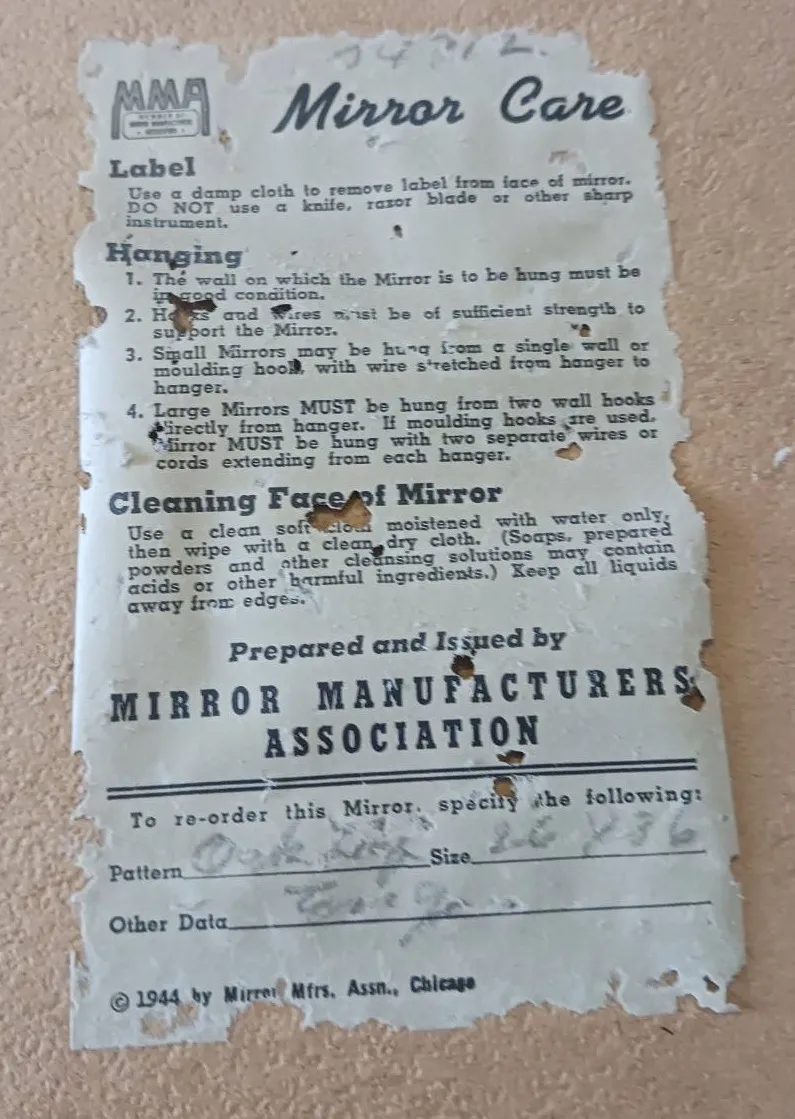 MMA
Mirror Care
Label
Use a damp cloth to remove label from face of mirror.
DO NOT use a knife, razor blade or other sharp
instrument.
Hanging
1. The wall on which the Mirror is to be hung must be
in good condition.
2. and wires must be of sufficient strength to
support the Mirror.
3. Small Mirrors may be hung from a single wall or
moulding hook, with wire stretched from hanger to
hanger.
4. Large Mirrors MUST be hung from two wall hooks
directly from hanger. If moulding hooks are used,
Mirror MUST be hung with two separate wires or
cords extending from each hanger.
Cleaning Face of Mirror
Use a clean soft cloth moistened with water only,
then wipe with a clean dry cloth. (Soaps, prepared
powders and other cleansing solutions may contain
acids or other harmful ingredients.) Keep all liquids
away from edges.
Prepared and Issued by
MIRROR MANUFACTURERS
ASSOCIATION
To re-order this Mirror, specify the following:
Pattern Oak Size 26 X 36
Other Data
© 1944 by Mirror Mfrs. Assn., Chicago